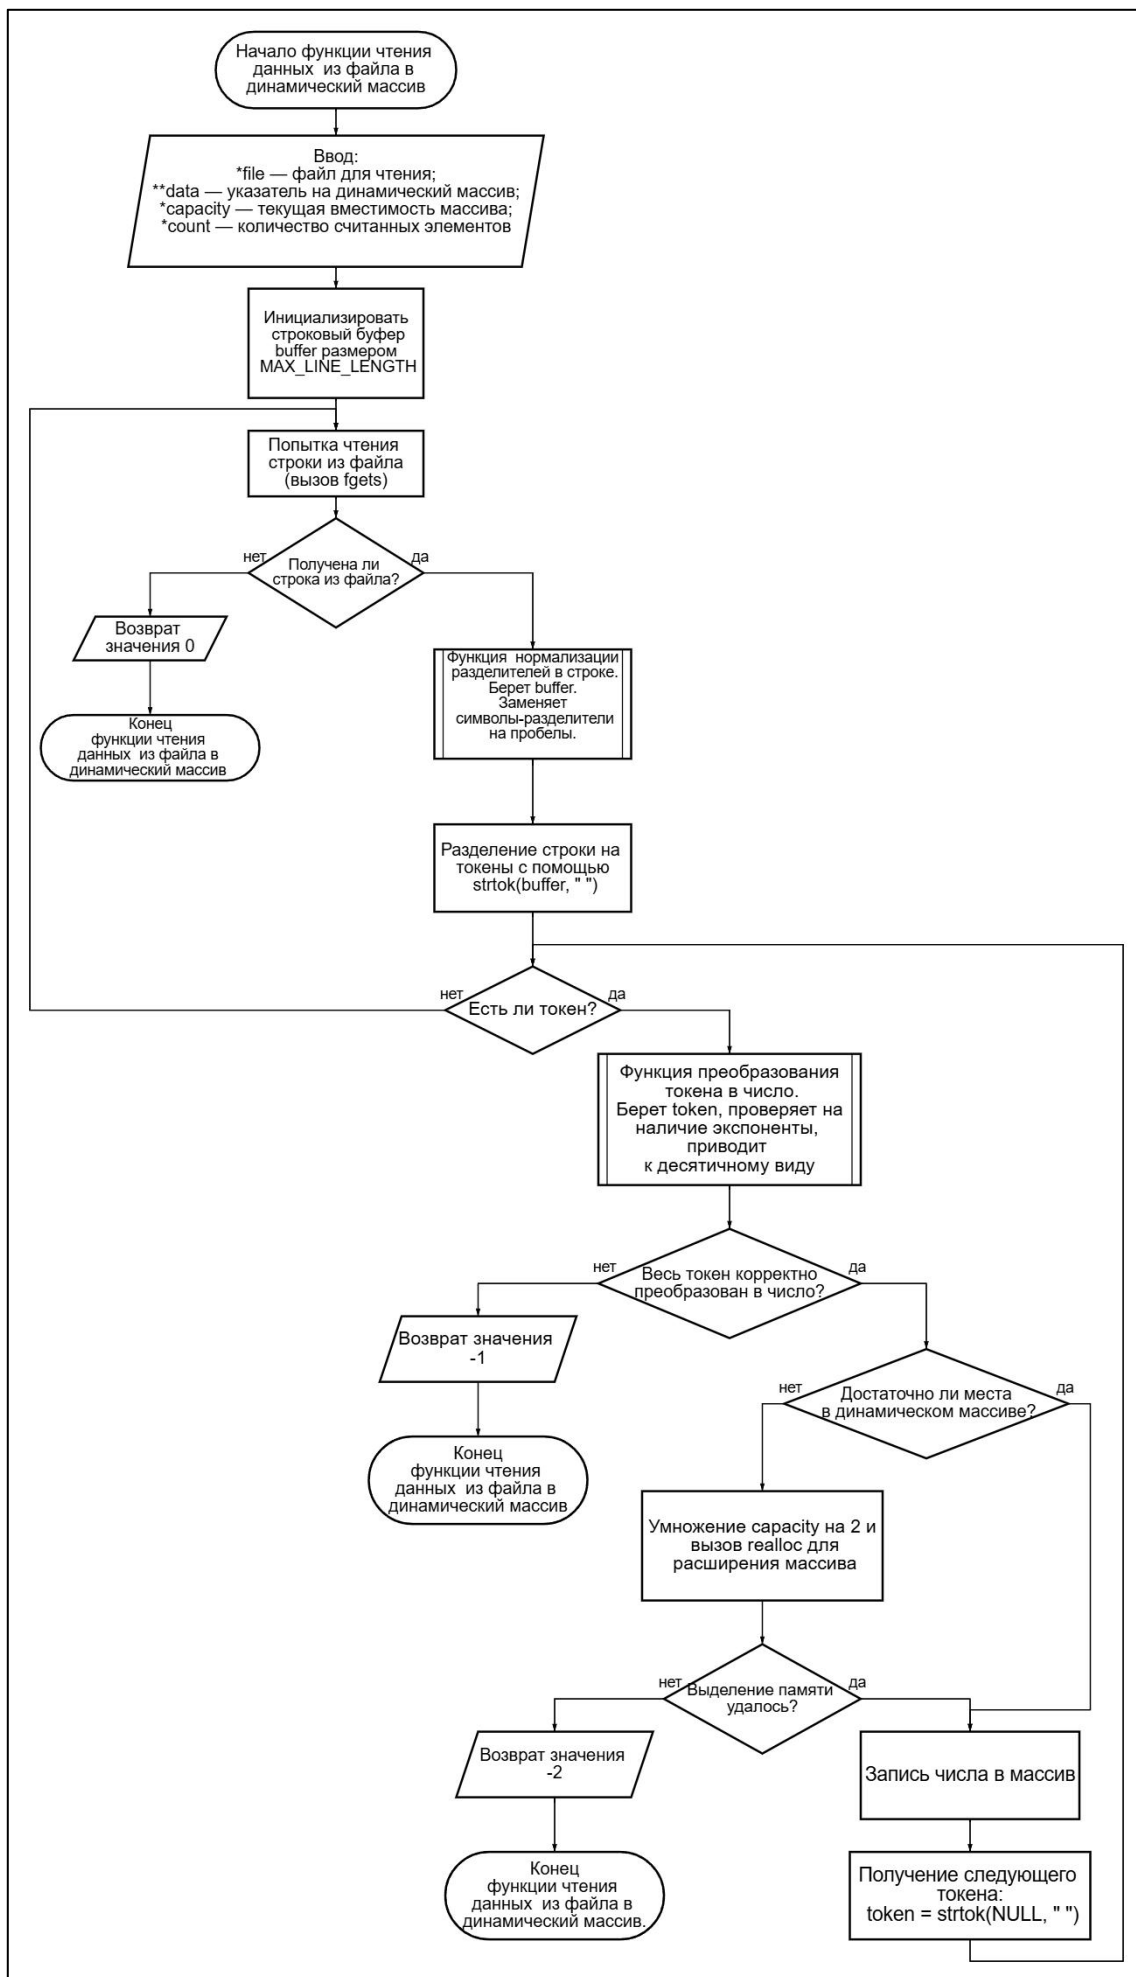 Начало функции чтения
данных из файла в
динамический массив
Ввод:
*file — файл для чтения;
**data — указатель на динамический массив;
*capacity — текущая вместимость массива;
*count — количество считанных элементов
Инициализировать
строковый буфер
buffer размером
MAX_LINE_LENGTH
Попытка чтения
строки из файла
(вызов fgets)
нет
да
Получена ли
строка из файла?
Возврат
значения 0
Функция нормализации
разделителей в строке.
Берет buffer.
Заменяет
символы-разделители
на пробелы.
Конец
функции чтения
данных из файла в
динамический массив
Разделение строки на
токены с помощью
strtok(buffer, " ")
нет
да
Есть ли токен?
Функция преобразования
токена в число.
Берет token, проверяет на
наличие экспоненты,
приводит
к десятичному виду
нет
да
Весь токен корректно
преобразован в число?
Возврат значения
-1
нет
да
Достаточно ли места
в динамическом массиве?
Конец
функции чтения
данных из файла в
динамический массив
Умножение capacity на 2 и
вызов realloc для
расширения массива
нет
да
Выделение памяти
удалось?
Возврат значения
-2
Запись числа в массив
Конец
функции чтения
данных из файла в
динамический массив.
Получение следующего
токена:
token = strtok(NULL, " ")